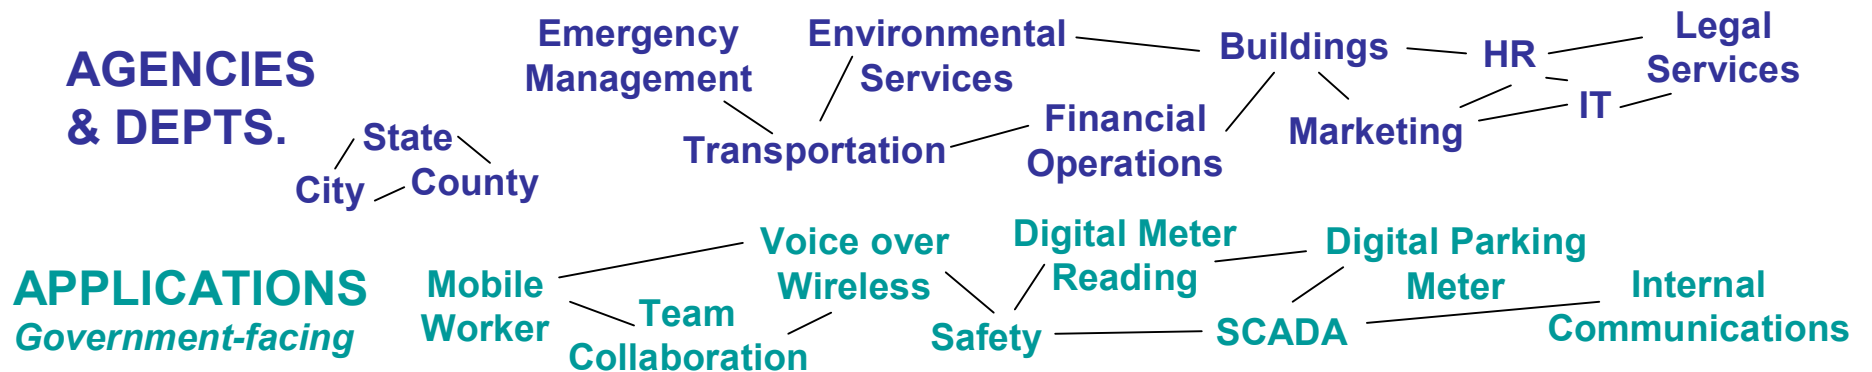 AGENCIES
& DEPTS.
State
City
County
Emergency
Management
Environmental
Services
Transportation
Financial
Operations
Buildings
Marketing
HR
IT
Legal
Services
APPLICATIONS
Government-facing
Mobile
Worker
Voice over
Wireless
Team
Collaboration
Safety
Digital Meter
Reading
Digital Parking
Meter
SCADA
Internal
Communications